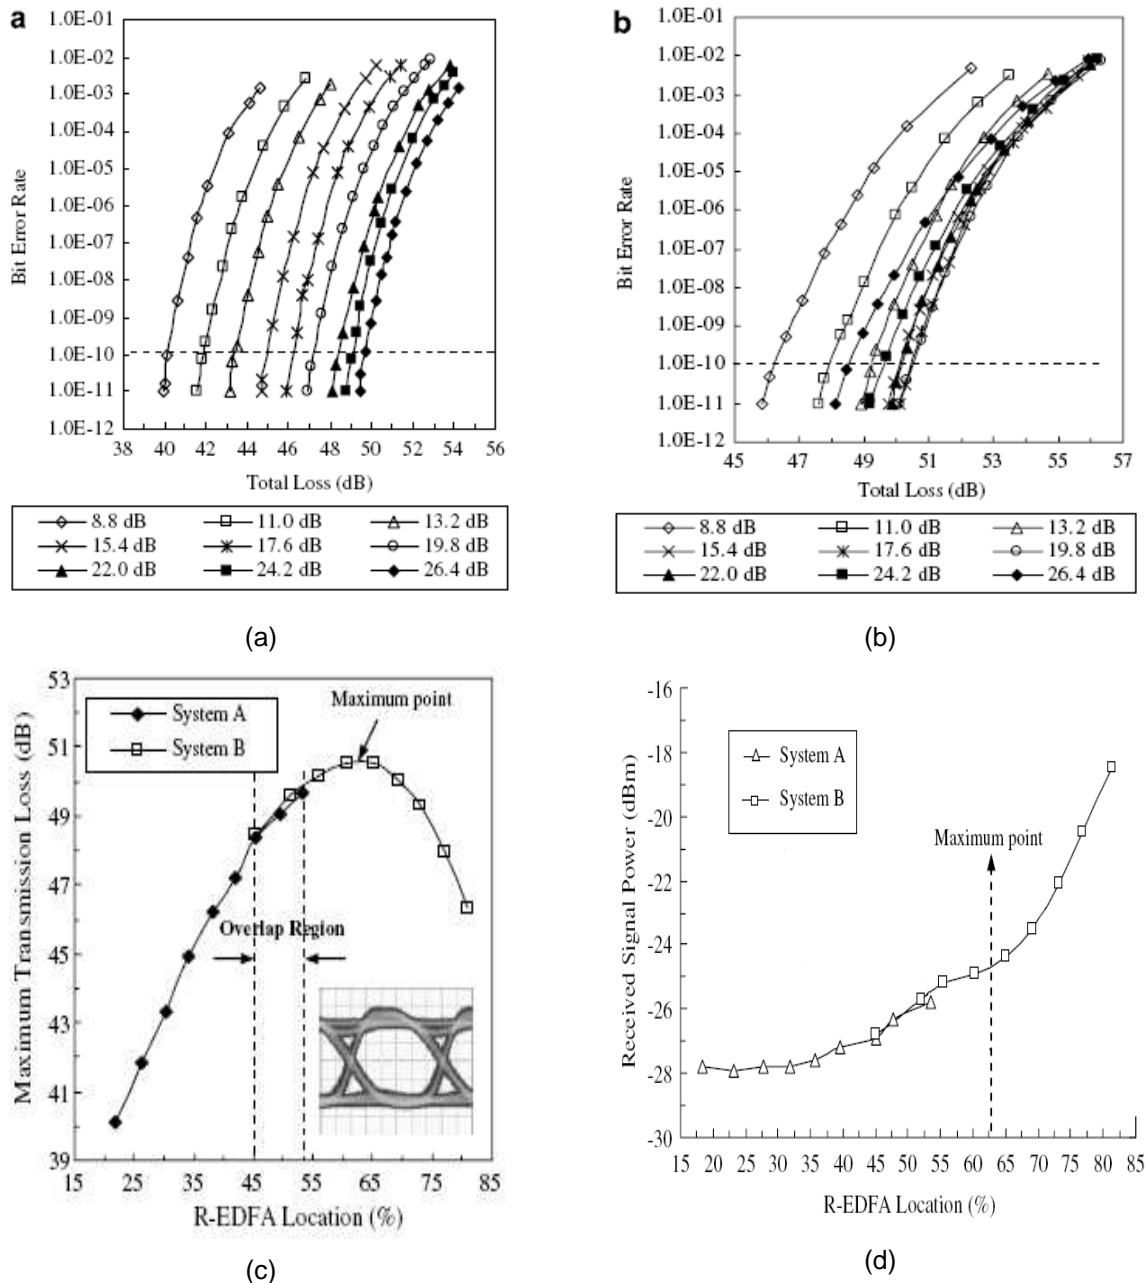 a
1.0E-01
1.0E-02
1.0E-03
1.0E-04
1.0E-05
1.0E-06
1.0E-07
1.0E-08
1.0E-09
1.0E-10
1.0E-11
1.0E-12
Bit Error Rate
38 40 42 44 46 48 50 52 54 56
Total Loss (dB)
8.8 dB 11.0 dB 13.2 dB
15.4 dB 17.6 dB 19.8 dB
22.0 dB 24.2 dB 26.4 dB
(a)
b
1.0E-01
1.0E-02
1.0E-03
1.0E-04
1.0E-05
1.0E-06
1.0E-07
1.0E-08
1.0E-09
1.0E-10
1.0E-11
1.0E-12
Bit Error Rate
45 47 49 51 53 55 57
Total Loss (dB)
8.8 dB 11.0 dB 13.2 dB
15.4 dB 17.6 dB 19.8 dB
22.0 dB 24.2 dB 26.4 dB
(b)
53
51
49
47
45
43
41
39
Maximum Transmission Loss (dB)
System A
System B
Maximum point
Overlap Region
15 25 35 45 55 65 75 85
R-EDFA Location (%)
(c)
-16
-18
-20
-22
-24
-26
-28
-30
Received Signal Power (dBm)
System A
System B
Maximum point
15 20 25 30 35 40 45 50 55 60 65 70 75 80 85
R-EDFA Location (%)
(d)